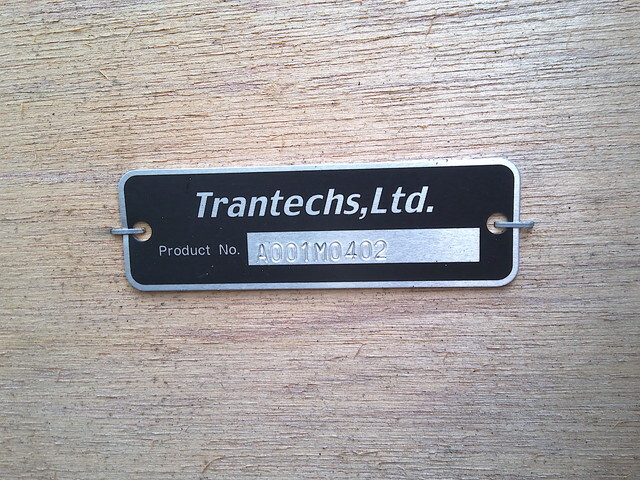 Trantechs,Ltd.
Product No. A001M0402